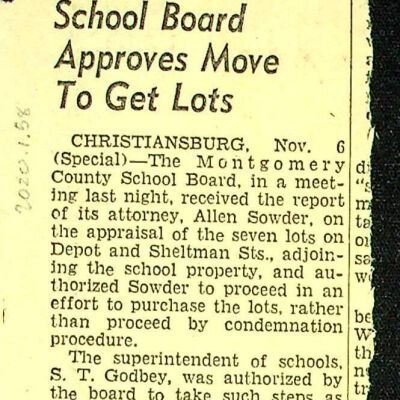 School Board
Approves Move
To Get Lots
CHRISTIANSBURG, Nov. 6
(Special)—The Montgomery
County School Board, in a meet-
ing last night, received the report
of its attorney, Allen Sowder, on
the appraisal of the seven lots on
Depot and Sheltman Sts., adjoin-
ing the school property, and au-
thorized Sowder to proceed in an
effort to purchase the lots, rather
than proceed by condemnation
procedure.
The superintendent of schools,
S. T. Godbey, was authorized by
the board to take such steps as
2020.1.58